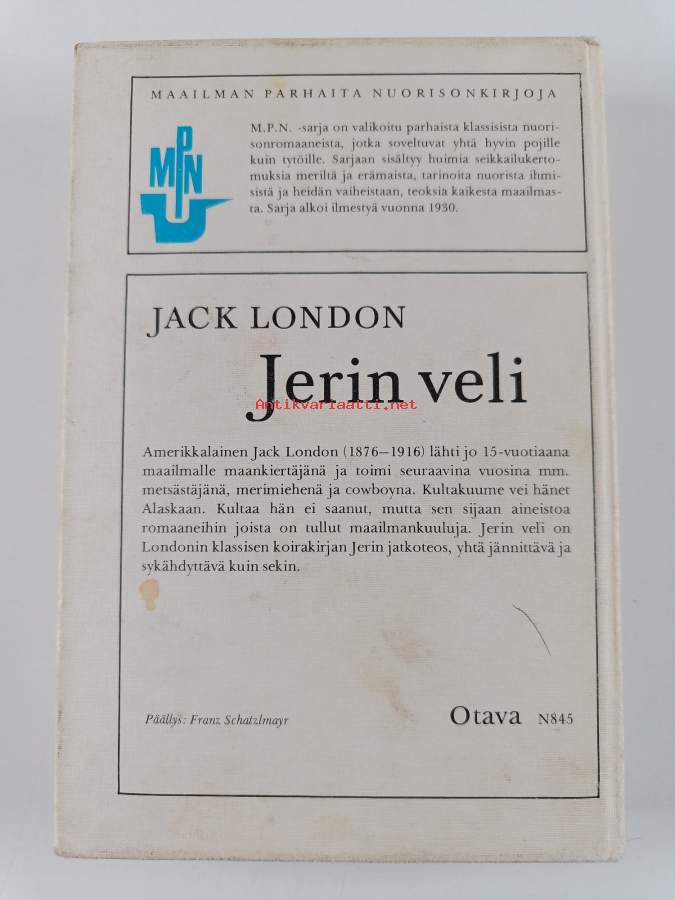 MAAILMAN PARHAITA NUORISONKIRJOJA
MPN
M.P.N. -sarja on valikoitu parhaista klassisista nuori-
sonromaaneista, jotka soveltuvat yhtä hyvin pojille
kuin tytöille. Sarjaan sisältyy huimia seikkailukerto-
muksia meriltä ja erämaista, tarinoita nuorista ihmi-
sistä ja heidän vaiheistaan, teoksia kaikesta maailmas-
ta. Sarja alkoi ilmestyä vuonna 1930.
JACK LONDON
Jerin veli
Antikvariaatti.net
Amerikkalainen Jack London (1876–1916) lähti jo 15-vuotiaana
maailmalle maankiertäjänä ja toimi seuraavina vuosina mm.
metsästäjänä, merimiehenä ja cowboyna. Kultakuume vei hänet
Alaskaan. Kultaa hän ei saanut, mutta sen sijaan aineistoa
romaaneihin joista on tullut maailmankuuluja. Jerin veli on
Londonin klassisen koirakirjan Jerin jatkoteos, yhtä jännittävä ja
sykähdyttävä kuin sekin.
Päällys: Franz Schatzlmayr
Otava N845